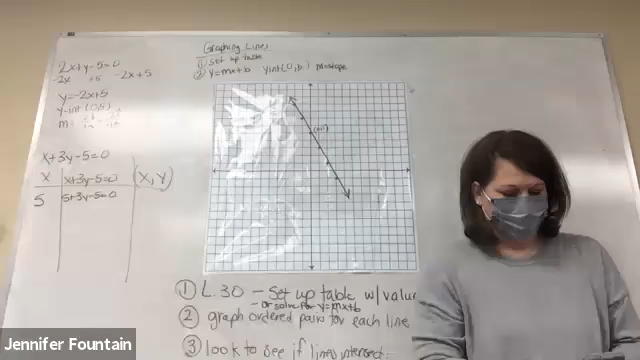 2x+y-5=0
-2x +5 -2x+5
y=-2x+5
y-int (0,5)
m=
x+3y-5=0
x x+3y-5=0 (x,y)
5 5+3y-5=0
Graphing Lines
① set up table
② y=mx+b yint(0,b) m=slope
① L.30 - Set up table w/
- or solve for y=mx+b
② graph ordered pairs for each line
③ look to see if lines intersect
Jennifer Fountain